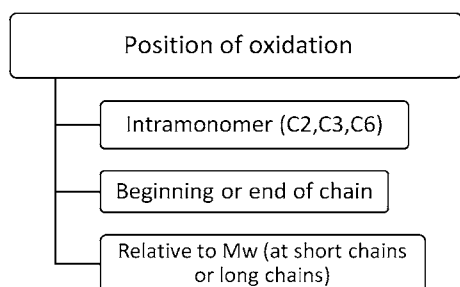 Position of oxidation
Intramonomer (C2,C3,C6)
Beginning or end of chain
Relative to Mw (at short chains
or long chains)